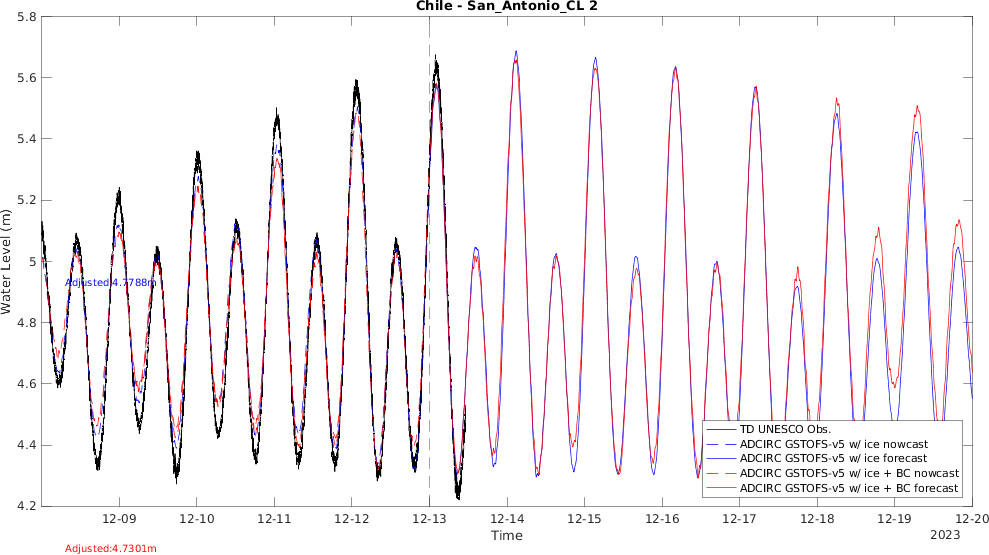 Chile - San_Antonio_CL 2
5.8
5.6
5.4
5.2
5
4.8
4.6
4.4
4.2
Water Level (m)
Adjusted:4.7788m
TD UNESCO Obs.
ADCIRC GSTOFS-v5 w/ ice nowcast
ADCIRC GSTOFS-v5 w/ ice forecast
ADCIRC GSTOFS-v5 w/ ice + BC nowcast
ADCIRC GSTOFS-v5 w/ ice + BC forecast
12-09 12-10 12-11 12-12 12-13 12-14 12-15 12-16 12-17 12-18 12-19 12-20
Time
2023
Adjusted:4.7301m